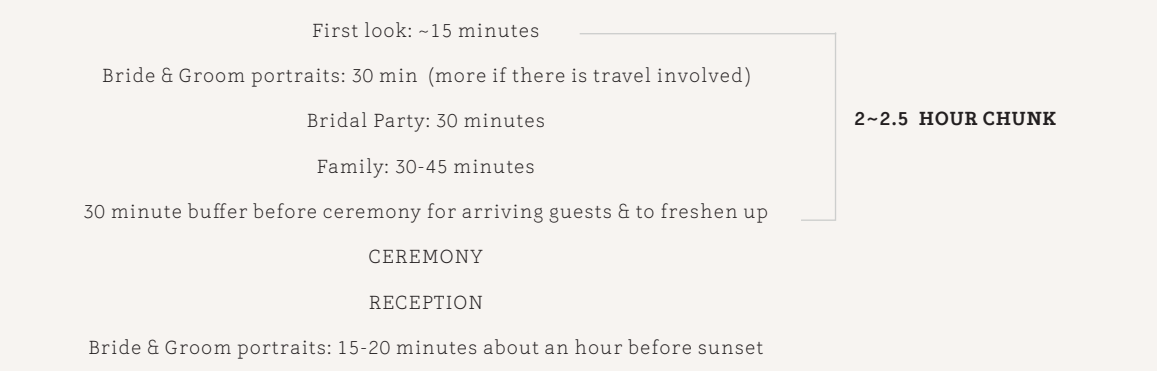 First look: ~15 minutes
Bride & Groom portraits: 30 min (more if there is travel involved)
Bridal Party: 30 minutes
2~2.5 HOUR CHUNK
Family: 30-45 minutes
30 minute buffer before ceremony for arriving guests & to freshen up
CEREMONY
RECEPTION
Bride & Groom portraits: 15-20 minutes about an hour before sunset